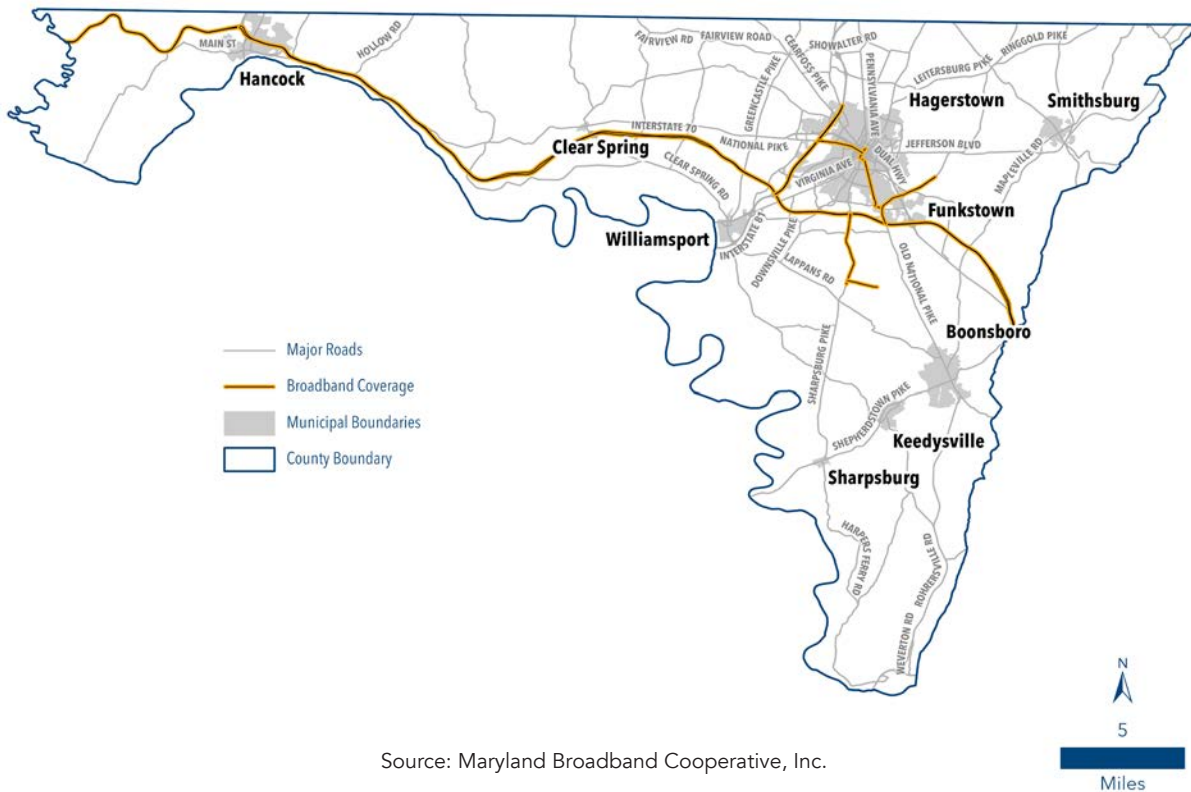 HOLLOW RD
FAIRVIEW RD
FAIRVIEW ROAD
CEARFOSS PIKE
SHOWALTER RD
PENNSYLVANIA AVE
LEITERSBURG PIKE
RINGGOLD PIKE
MAIN ST
Hancock
GREENCASTLE PIKE
Hagerstown
Smithsburg
INTERSTATE 70
NATIONAL PIKE
Clear Spring
CLEAR SPRING RD
VIRGINIA AVE
DUAL HWY
JEFFERSON BLVD
MAPLEVILLE RD
Funkstown
Williamsport
INTERSTATE 81
DOWNSVILLE PIKE
LAPPANS RD
OLD NATIONAL PIKE
Boonsboro
SHARPSBURG PIKE
Major Roads
Broadband Coverage
Municipal Boundaries
County Boundary
SHEPHERDSTOWN PIKE
Keedysville
Sharpsburg
HARPERS FERRY RD
ROHRERSVILLE RD
WEVERTON RD
N
5
Miles
Source: Maryland Broadband Cooperative, Inc.